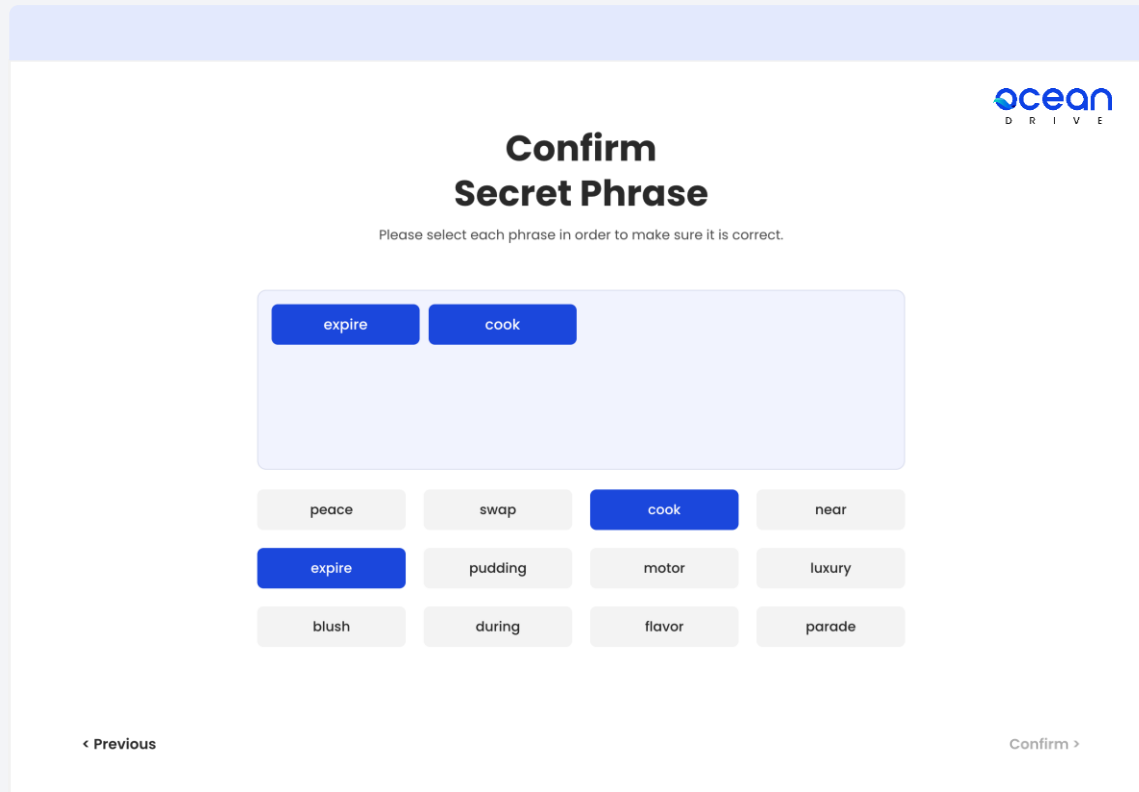 ocean
DRIVE
Confirm
Secret Phrase
Please select each phrase in order to make sure it is correct.
expire cook
peace swap cook near
expire pudding motor luxury
blush during flavor parade
< Previous Confirm >